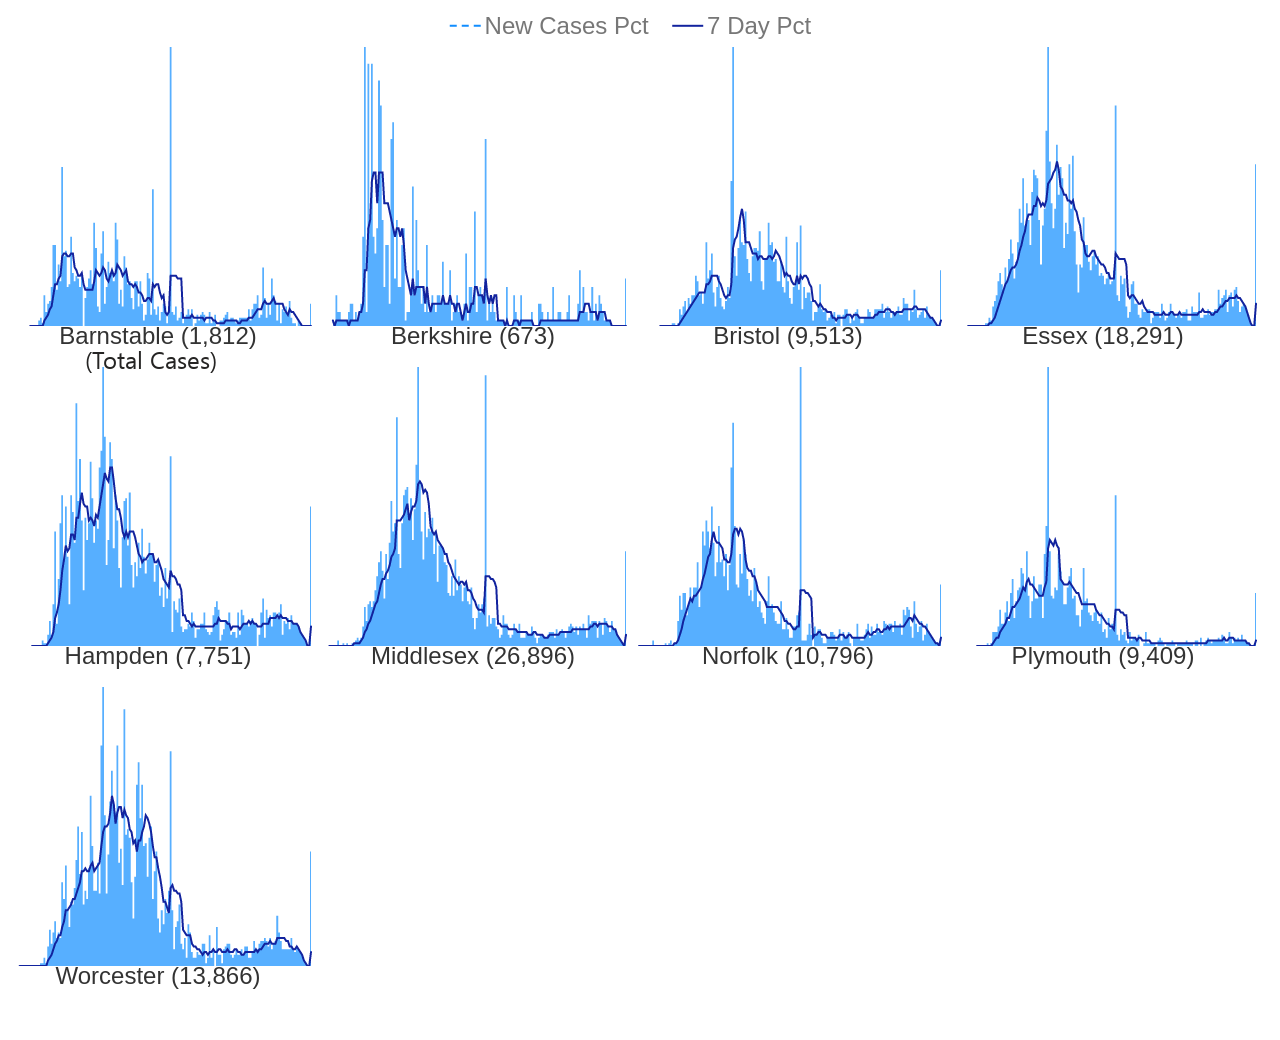 New Cases Pct 7 Day Pct
Barnstable (1,812) Berkshire (673) Bristol (9,513) Essex (18,291)
(Total Cases)
Hampden (7,751) Middlesex (26,896) Norfolk (10,796) Plymouth (9,409)
Worcester (13,866)